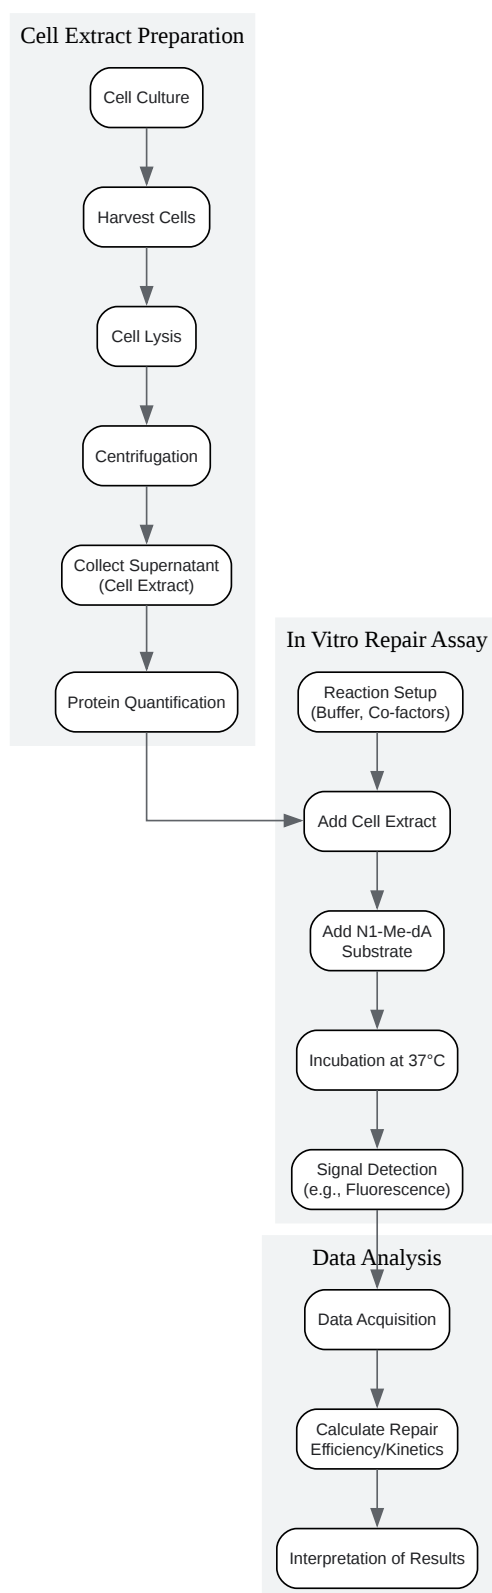 Cell Extract Preparation
Cell Culture
Harvest Cells
Cell Lysis
Centrifugation
Collect Supernatant
(Cell Extract)
Protein Quantification
In Vitro Repair Assay
Reaction Setup
(Buffer, Co-factors)
Add Cell Extract
Add N1-Me-dA
Substrate
Incubation at 37°C
Signal Detection
(e.g., Fluorescence)
Data Analysis
Data Acquisition
Calculate Repair
Efficiency/Kinetics
Interpretation of Results